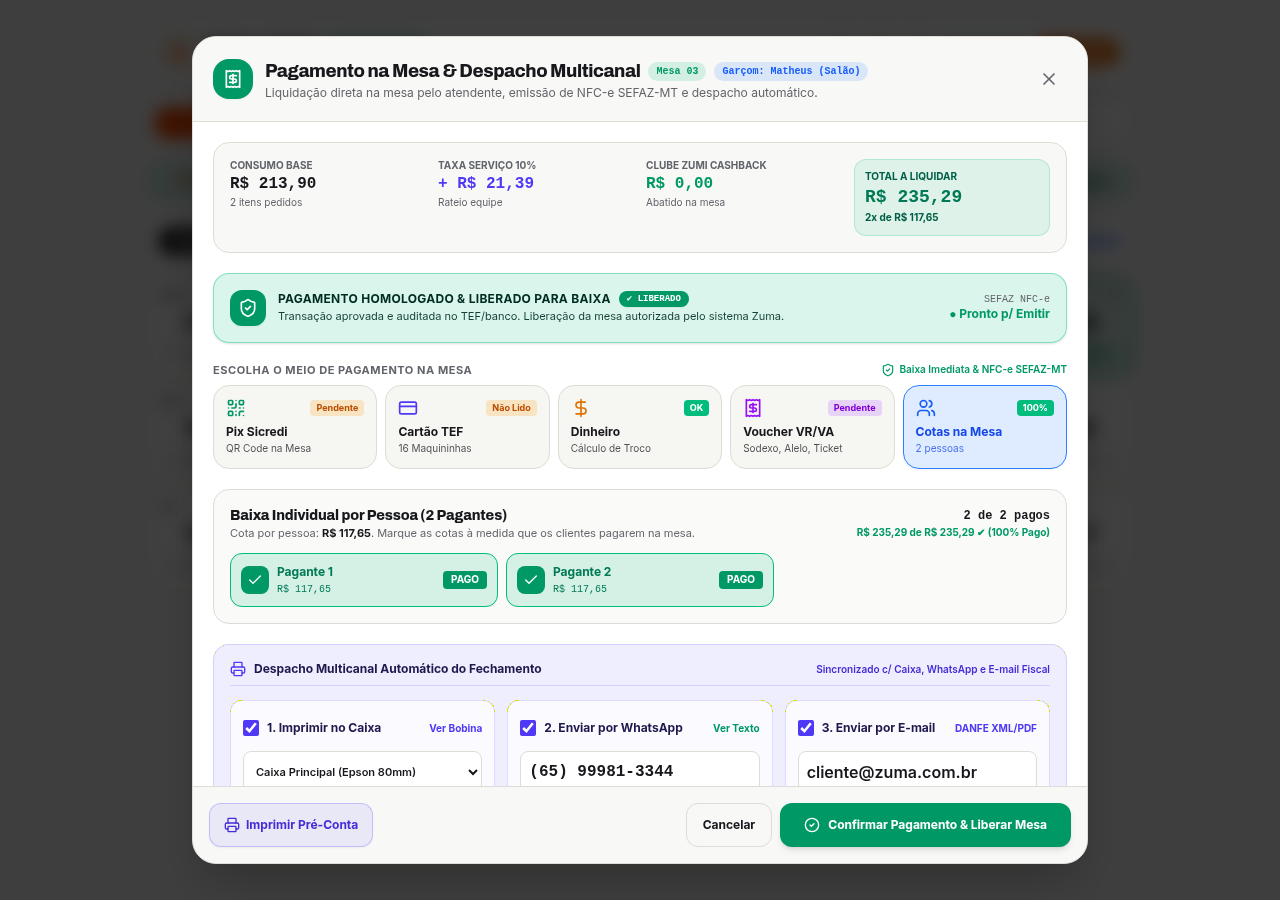 Pagamento na Mesa & Despacho Multicanal Mesa 03 Garçom: Matheus (Salão)
Liquidação direta na mesa pelo atendente, emissão de NFC-e SEFAZ-MT e despacho automático.
CONSUMO BASE
R$ 213,90
2 itens pedidos
TAXA SERVIÇO 10%
+ R$ 21,39
Rateio equipe
CLUBE ZUMI CASHBACK
R$ 0,00
Abatido na mesa
TOTAL A LIQUIDAR
R$ 235,29
2x de R$ 117,65
PAGAMENTO HOMOLOGADO & LIBERADO PARA BAIXA ✓ LIBERADO
Transação aprovada e auditada no TEF/banco. Liberação da mesa autorizada pelo sistema Zuma.
SEFAZ NFC-e
● Pronto p/ Emitir
ESCOLHA O MEIO DE PAGAMENTO NA MESA
Baixa Imediata & NFC-e SEFAZ-MT
Pendente
Pix Sicredi
QR Code na Mesa
Não Lido
Cartão TEF
16 Maquininhas
OK
Dinheiro
Cálculo de Troco
Pendente
Voucher VR/VA
Sodexo, Alelo, Ticket
100%
Cotas na Mesa
2 pessoas
Baixa Individual por Pessoa (2 Pagantes)
Cota por pessoa: R$ 117,65. Marque as cotas à medida que os clientes pagarem na mesa.
2 de 2 pagos
R$ 235,29 de R$ 235,29 ✔ (100% Pago)
Pagante 1
R$ 117,65
PAGO
Pagante 2
R$ 117,65
PAGO
Despacho Multicanal Automático do Fechamento
Sincronizado c/ Caixa, WhatsApp e E-mail Fiscal
1. Imprimir no Caixa Ver Bobina
Caixa Principal (Epson 80mm)
2. Enviar por WhatsApp Ver Texto
(65) 99981-3344
3. Enviar por E-mail DANFE XML/PDF
cliente@zuma.com.br
Imprimir Pré-Conta
Cancelar
Confirmar Pagamento & Liberar Mesa